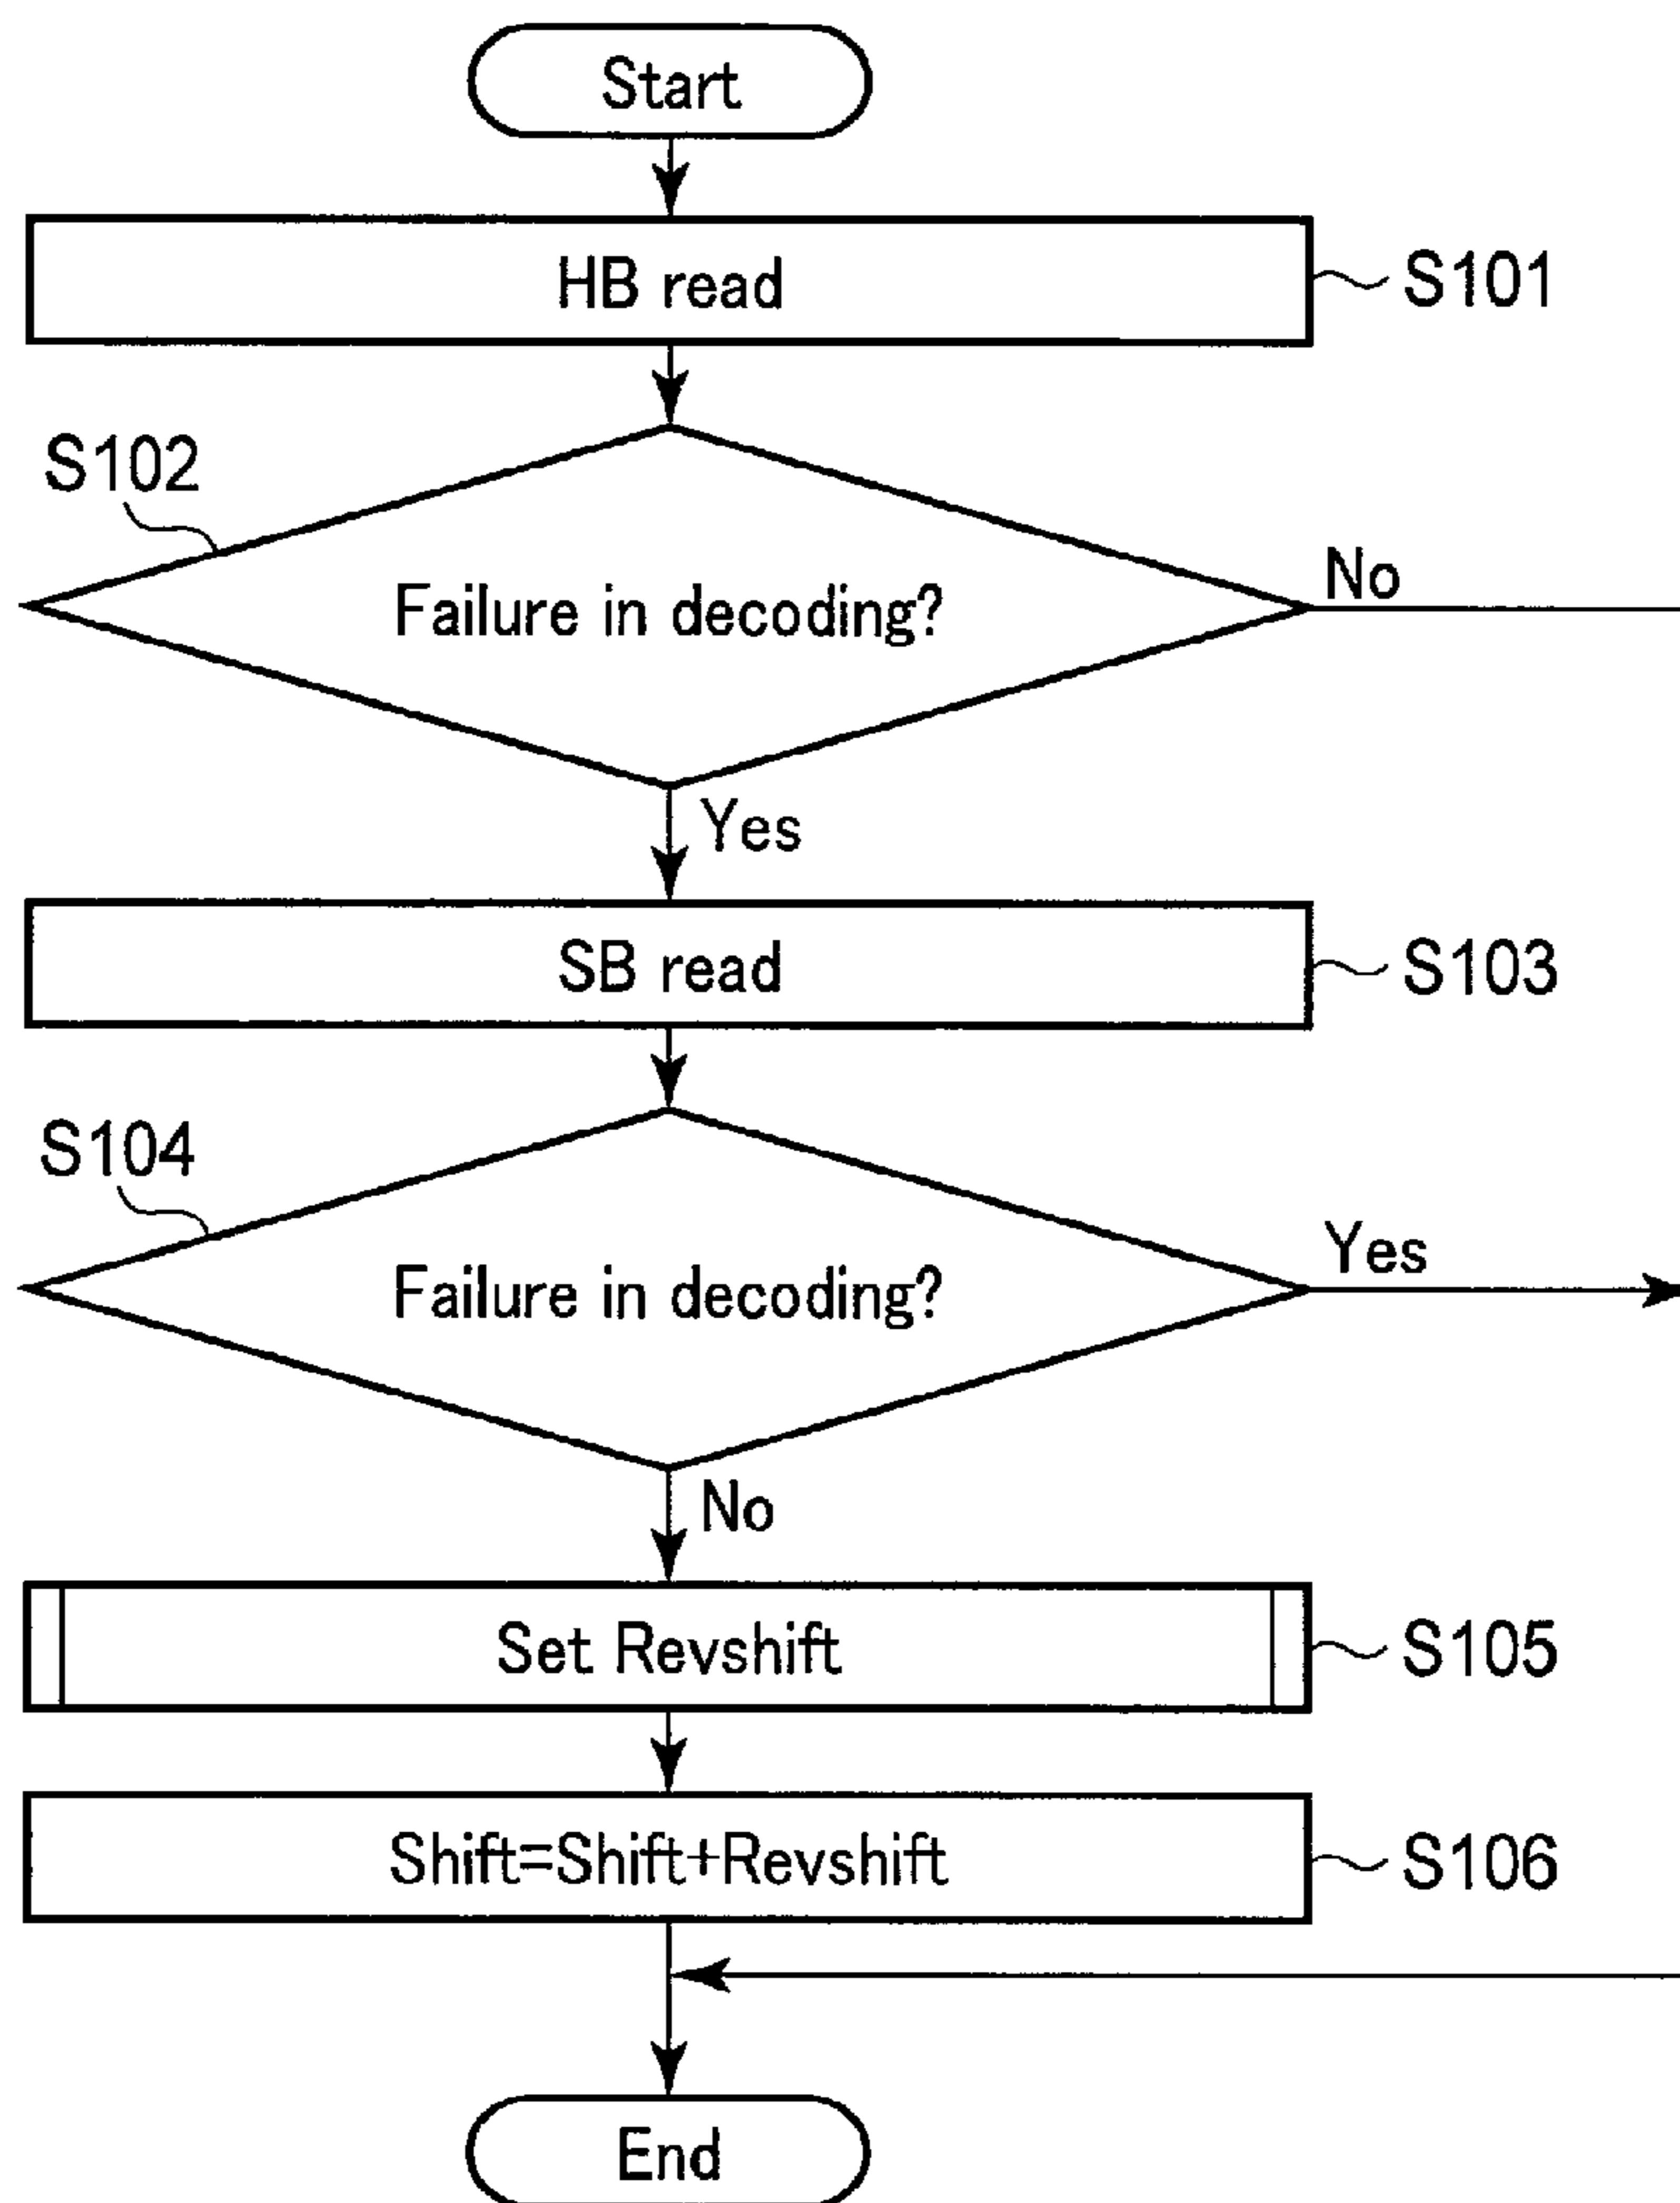 Start
HB read
S101
S102
Failure in decoding?
No
Yes
SB read
S103
S104
Failure in decoding?
Yes
No
Set Revshift
S105
Shift=Shift+Revshift
S106
End